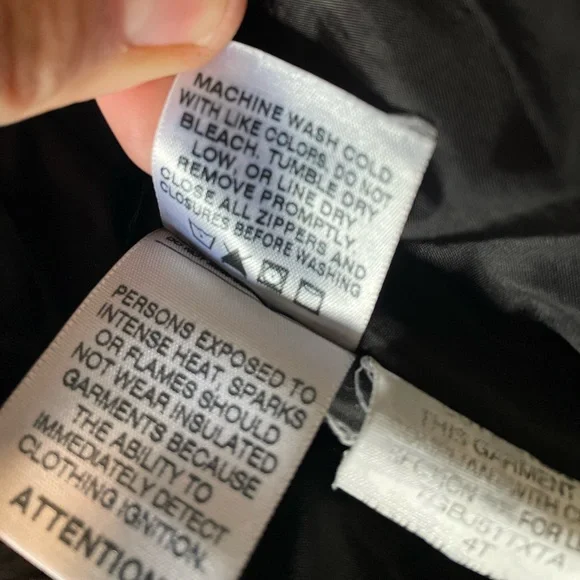 MACHINE WASH COLD
WITH LIKE COLORS. DO NOT
BLEACH. TUMBLE DRY
LOW, OR LINE DRY.
REMOVE PROMPTLY.
CLOSE ALL ZIPPERS AND
CLOSURES BEFORE WASHING
PERSONS EXPOSED TO
INTENSE HEAT, SPARKS
OR FLAMES SHOULD
NOT WEAR INSULATED
GARMENTS BECAUSE
THE ABILITY TO
IMMEDIATELY DETECT
CLOTHING IGNITION.
ATTENTION
THIS GARMENT
WITH
FOR
4T